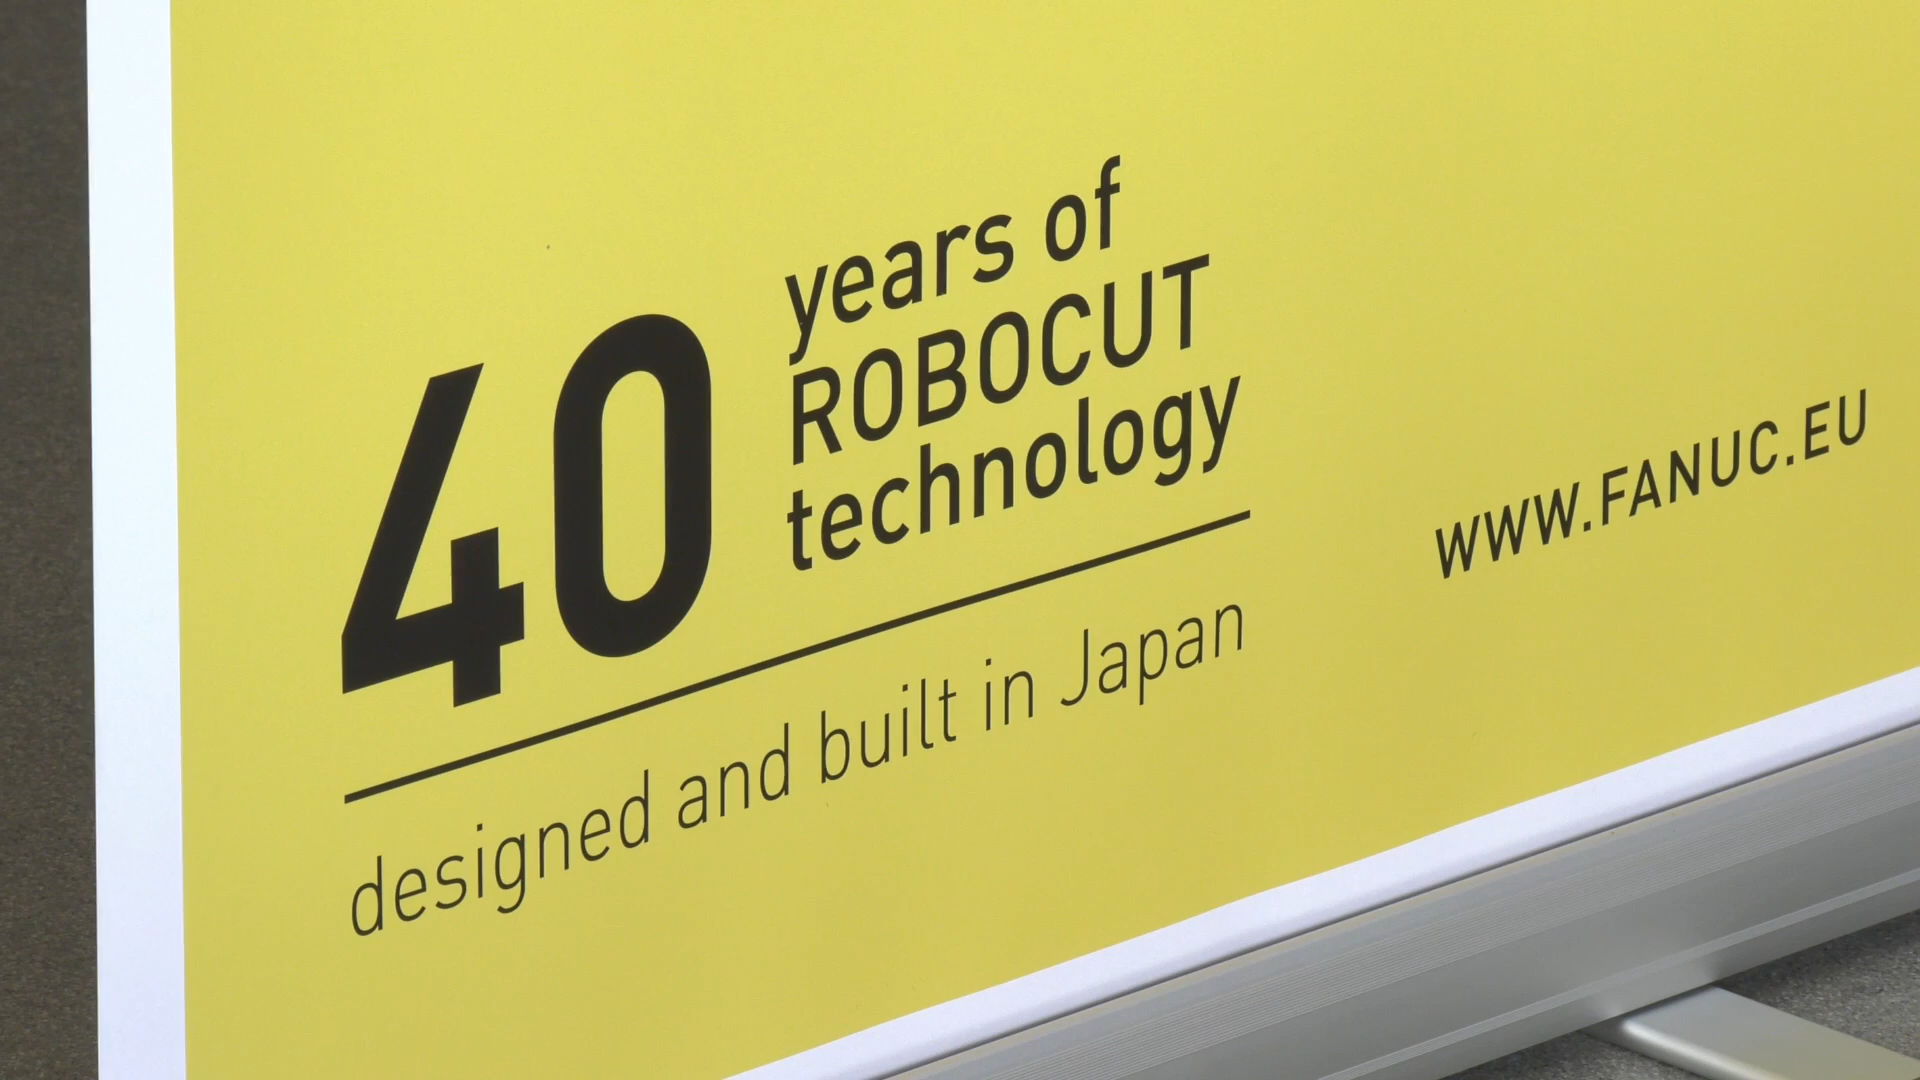 40
years of
ROBOCUT
technology
designed and built in Japan
WWW.FANUC.EU